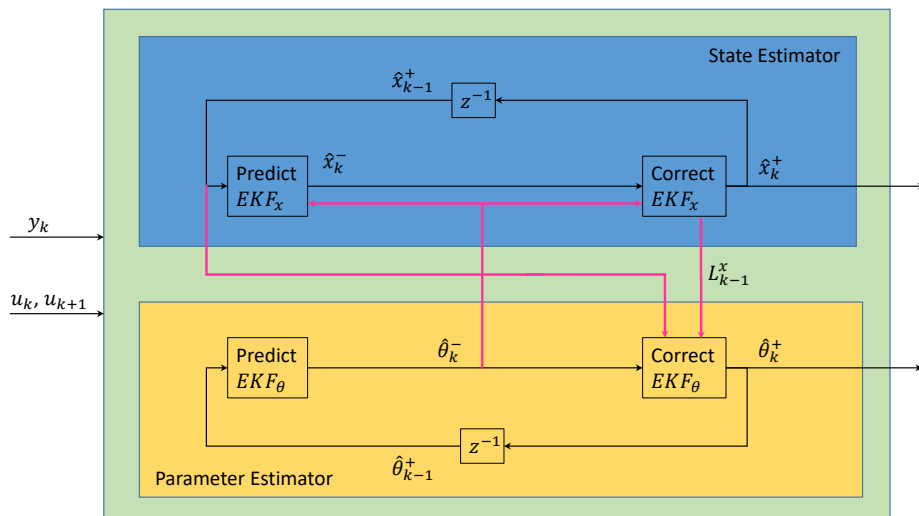 State Estimator
x̂⁺ₖ₋₁
z⁻¹
Predict
EKFₓ
x̂⁻ₖ
Correct
EKFₓ
x̂⁺ₖ
yₖ
Lˣₖ₋₁
uₖ, uₖ₊₁
Predict
EKF_θ
θ̂⁻ₖ
Correct
EKF_θ
θ̂⁺ₖ
z⁻¹
θ̂⁺ₖ₋₁
Parameter Estimator